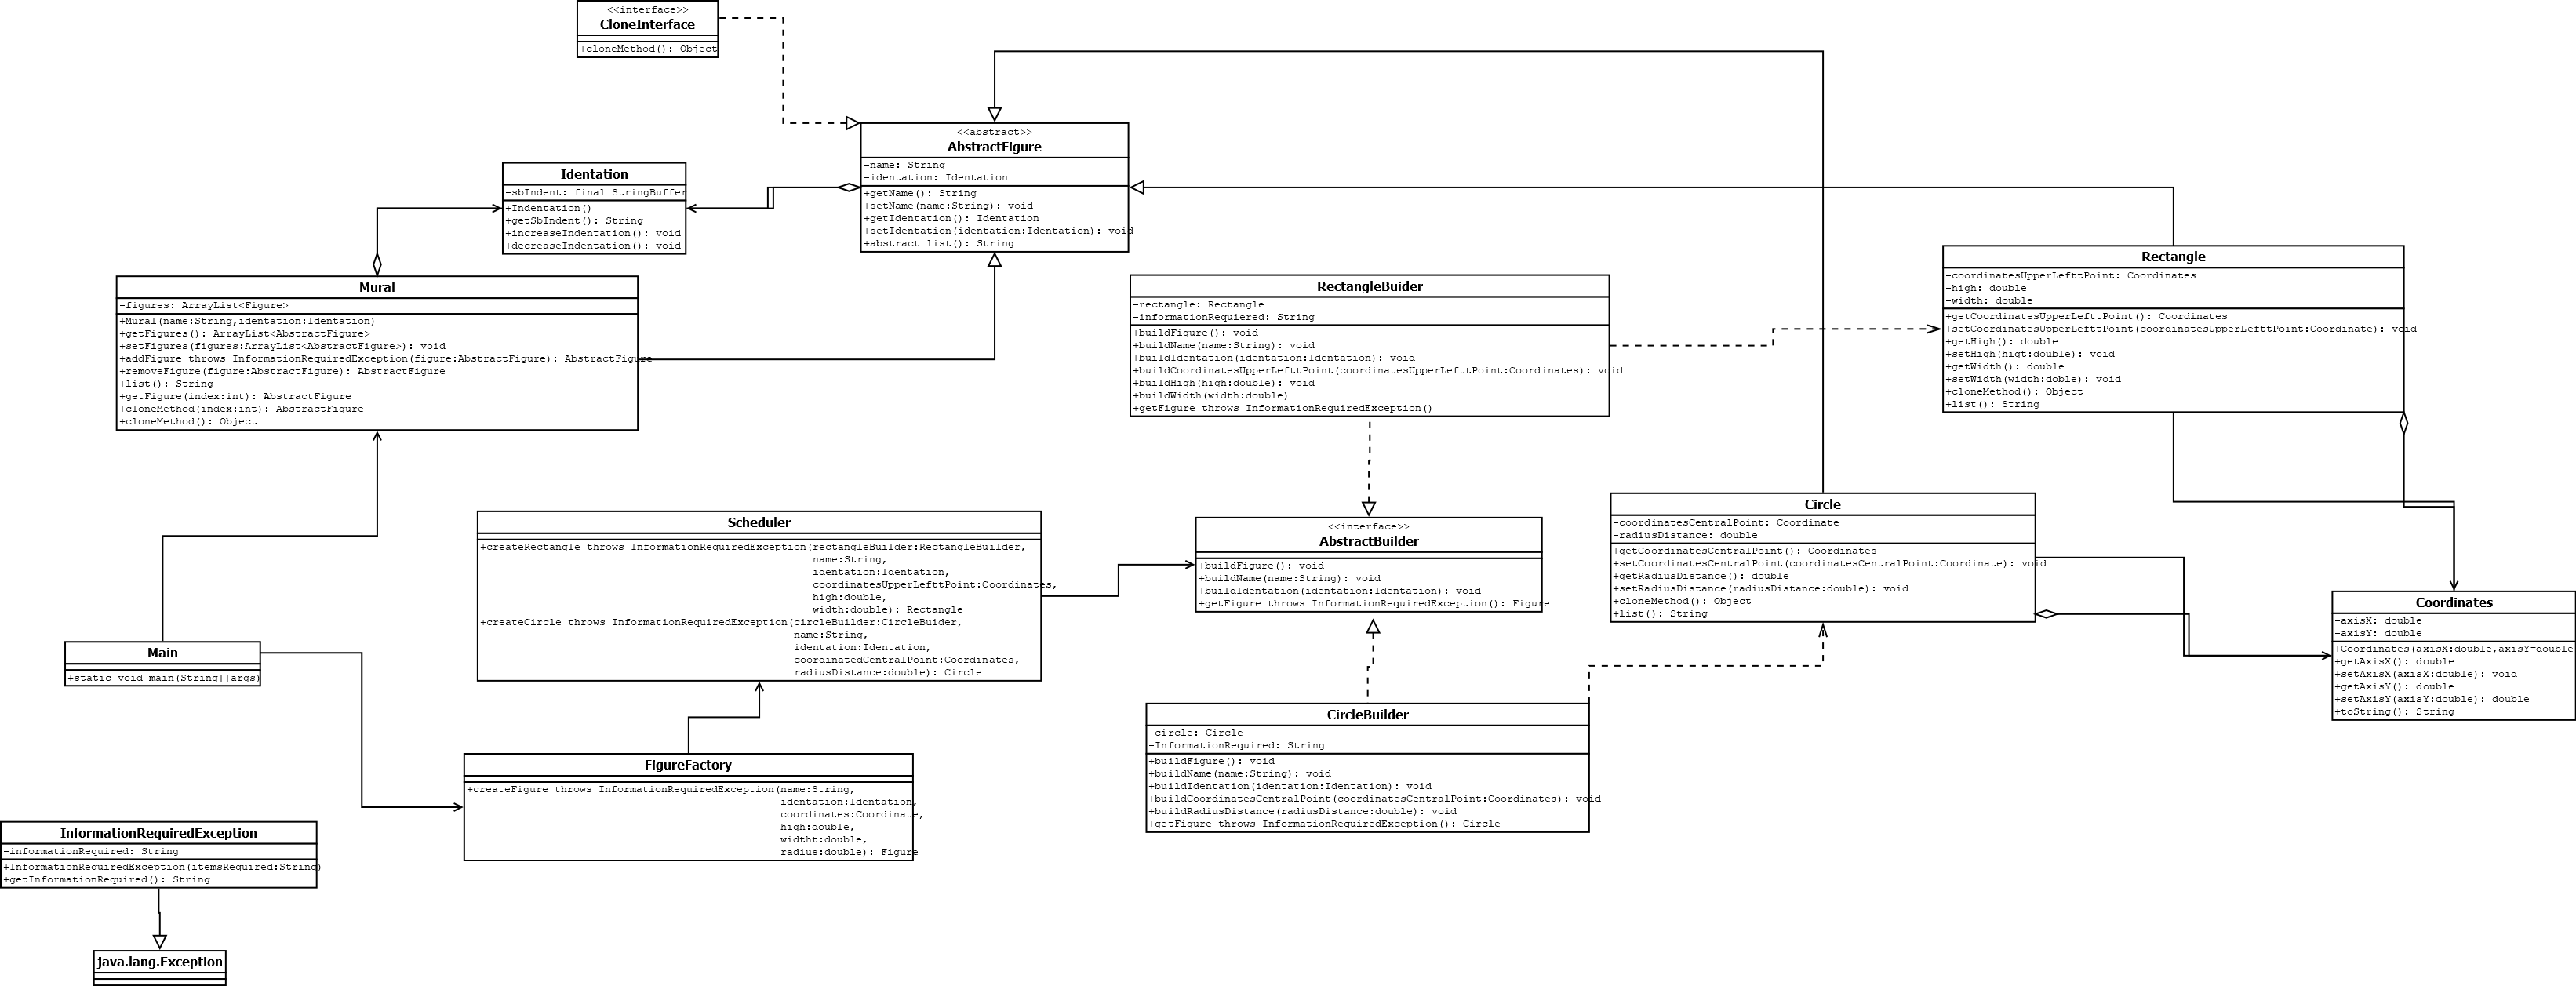 <<interface>>
CloneInterface
+cloneMethod(): Object
<<abstract>>
AbstractFigure
-name: String
-identation: Identation
+getName(): String
+setName(name:String): void
+getIdentation(): Identation
+setIdentation(identation:Identation): void
+abstract list(): String
Identation
-sbIndent: final StringBuffer
+Indentation()
+getSbIndent(): String
+increaseIndentation(): void
+decreaseIndentation(): void
Mural
-figures: ArrayList<Figure>
+Mural(name:String,identation:Identation)
+getFigures(): ArrayList<AbstractFigure>
+setFigures(figures:ArrayList<AbstractFigure>): void
+addFigure throws InformationRequiredException(figure:AbstractFigure): AbstractFigure
+removeFigure(figure:AbstractFigure): AbstractFigure
+list(): String
+getFigure(index:int): AbstractFigure
+cloneMethod(index:int): AbstractFigure
+cloneMethod(): Object
RectangleBuider
-rectangle: Rectangle
-informationRequiered: String
+buildFigure(): void
+buildName(name:String): void
+buildIdentation(identation:Identation): void
+buildCoordinatesUpperLefttPoint(coordinatesUpperLefttPoint:Coordinates): void
+buildHigh(high:double): void
+buildWidth(width:double)
+getFigure throws InformationRequiredException()
Rectangle
-coordinatesUpperLefttPoint: Coordinates
-high: double
-width: double
+getCoordinatesUpperLefttPoint(): Coordinates
+setCoordinatesUpperLefttPoint(coordinatesUpperLefttPoint:Coordinate): void
+getHigh(): double
+setHigh(higt:double): void
+getWidth(): double
+setWidth(width:doble): void
+cloneMethod(): Object
+list(): String
Scheduler
+createRectangle throws InformationRequiredException(rectangleBuilder:RectangleBuilder,
name:String,
identation:Identation,
coordinatesUpperLefttPoint:Coordinates,
high:double,
width:double): Rectangle
+createCircle throws InformationRequiredException(circleBuilder:CircleBuider,
name:String,
identation:Identation,
coordinatedCentralPoint:Coordinates,
radiusDistance:double): Circle
<<interface>>
AbstractBuilder
+buildFigure(): void
+buildName(name:String): void
+buildIdentation(identation:Identation): void
+getFigure throws InformationRequiredException(): Figure
Circle
-coordinatesCentralPoint: Coordinate
-radiusDistance: double
+getCoordinatesCentralPoint(): Coordinates
+setCoordinatesCentralPoint(coordinatesCentralPoint:Coordinate): void
+getRadiusDistance(): double
+setRadiusDistance(radiusDistance:double): void
+cloneMethod(): Object
+list(): String
Coordinates
-axisX: double
-axisY: double
+Coordinates(axisX:double,axisY=double
+getAxisX(): double
+setAxisX(axisX:double): void
+getAxisY(): double
+setAxisY(axisY:double): double
+toString(): String
Main
+static void main(String[]args)
FigureFactory
+createFigure throws InformationRequiredException(name:String,
identation:Identation,
coordinates:Coordinate,
high:double,
widtht:double,
radius:double): Figure
CircleBuilder
-circle: Circle
-InformationRequired: String
+buildFigure(): void
+buildName(name:String): void
+buildIdentation(identation:Identation): void
+buildCoordinatesCentralPoint(coordinatesCentralPoint:Coordinates): void
+buildRadiusDistance(radiusDistance:double): void
+getFigure throws InformationRequiredException(): Circle
InformationRequiredException
-informationRequired: String
+InformationRequiredException(itemsRequired:String)
+getInformationRequired(): String
java.lang.Exception